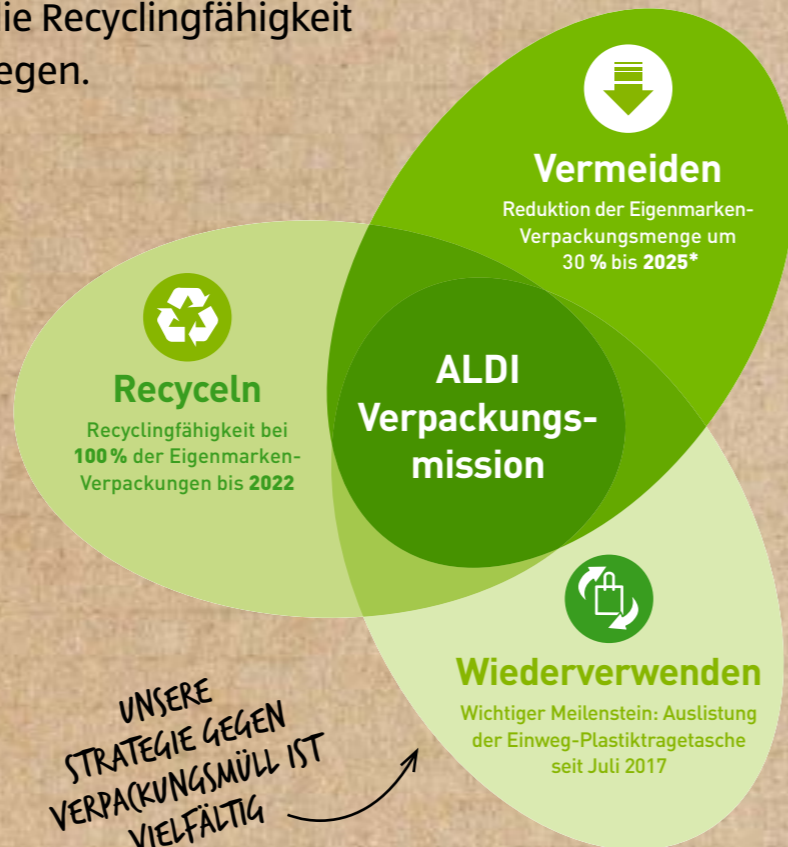 die Recyclingfähigkeit
egen.
Vermeiden
Reduktion der Eigenmarken-
Verpackungsmenge um
30 % bis 2025*
Recyceln
Recyclingfähigkeit bei
100 % der Eigenmarken-
Verpackungen bis 2022
ALDI
Verpackungs-
mission
Wiederverwenden
Wichtiger Meilenstein: Auslistung
der Einweg-Plastiktragetasche
seit Juli 2017
UNSERE
STRATEGIE GEGEN
VERPACKUNGSMÜLL IST
VIELFÄLTIG